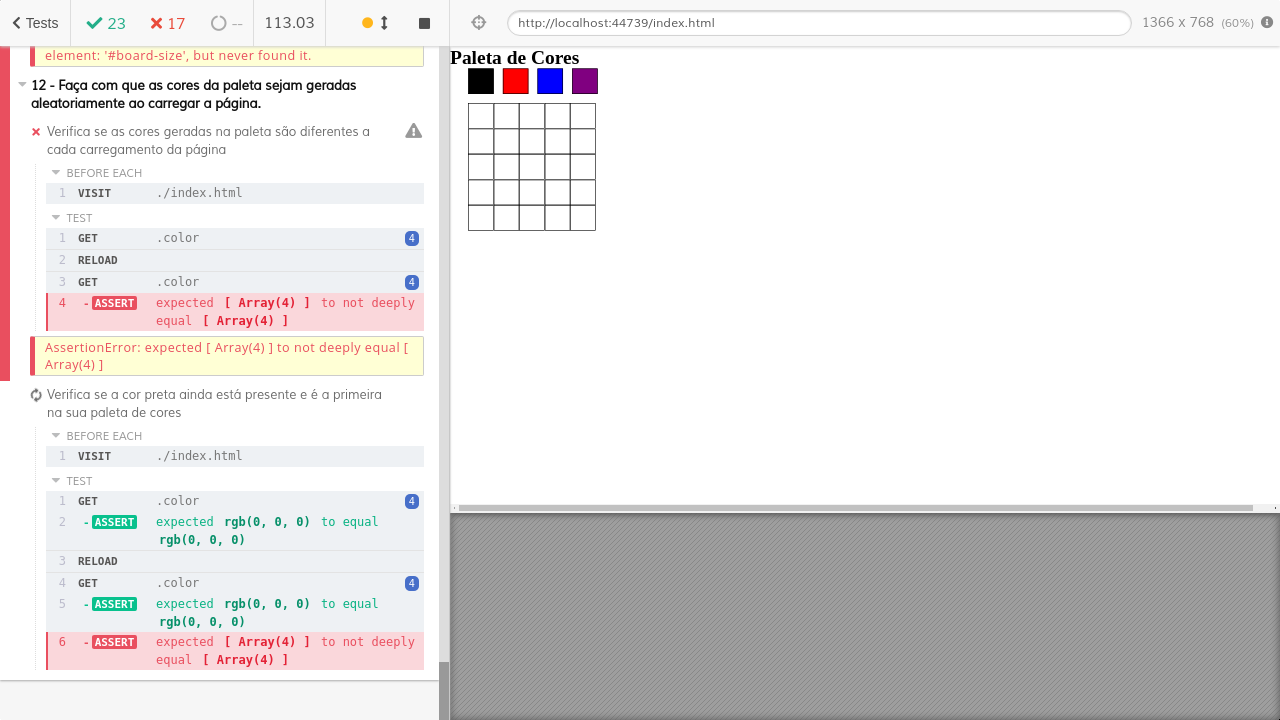 Tests
23
17
--
113.03
http://localhost:44739/index.html
1366 x 768 (60%)
element: '#board-size', but never found it.
12 - Faça com que as cores da paleta sejam geradas
aleatoriamente ao carregar a página.
Verifica se as cores geradas na paleta são diferentes a
cada carregamento da página
BEFORE EACH
1 VISIT ./index.html
TEST
1 GET .color 4
2 RELOAD
3 GET .color 4
4 -ASSERT expected [ Array(4) ] to not deeply
equal [ Array(4) ]
AssertionError: expected [ Array(4) ] to not deeply equal [
Array(4) ]
Verifica se a cor preta ainda está presente e é a primeira
na sua paleta de cores
BEFORE EACH
1 VISIT ./index.html
TEST
1 GET .color 4
2 -ASSERT expected rgb(0, 0, 0) to equal
rgb(0, 0, 0)
3 RELOAD
4 GET .color 4
5 -ASSERT expected rgb(0, 0, 0) to equal
rgb(0, 0, 0)
6 -ASSERT expected [ Array(4) ] to not deeply
equal [ Array(4) ]
Paleta de Cores